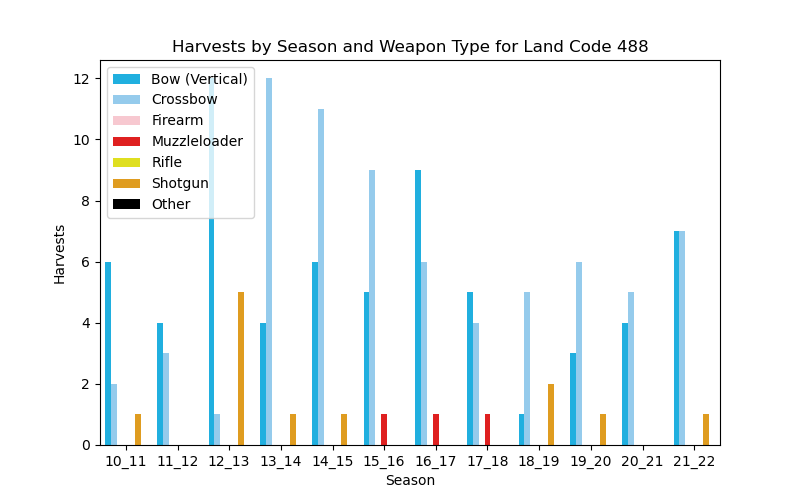 Harvests by Season and Weapon Type for Land Code 488
12
10
8
6
4
2
0
Harvests
Bow (Vertical)
Crossbow
Firearm
Muzzleloader
Rifle
Shotgun
Other
10_11 11_12 12_13 13_14 14_15 15_16 16_17 17_18 18_19 19_20 20_21 21_22
Season